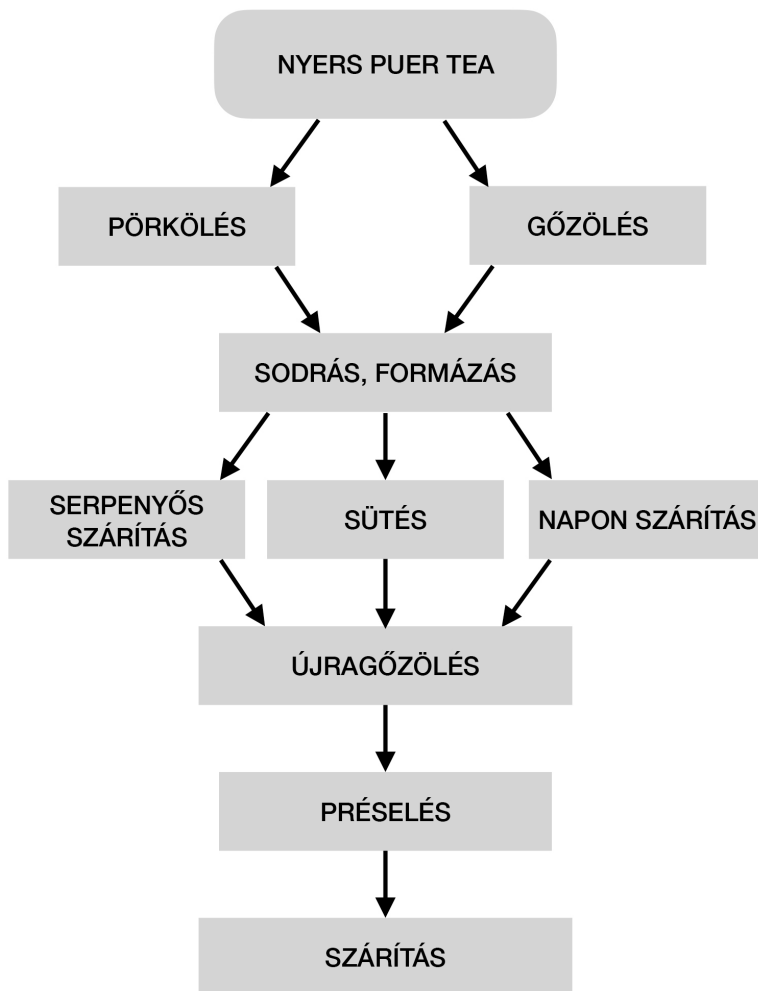 NYERS PUER TEA
PÖRKÖLÉS
GŐZÖLÉS
SODRÁS, FORMÁZÁS
SERPENYŐS
SZÁRÍTÁS
SÜTÉS
NAPON SZÁRÍTÁS
ÚJRAGŐZÖLÉS
PRÉSELÉS
SZÁRÍTÁS